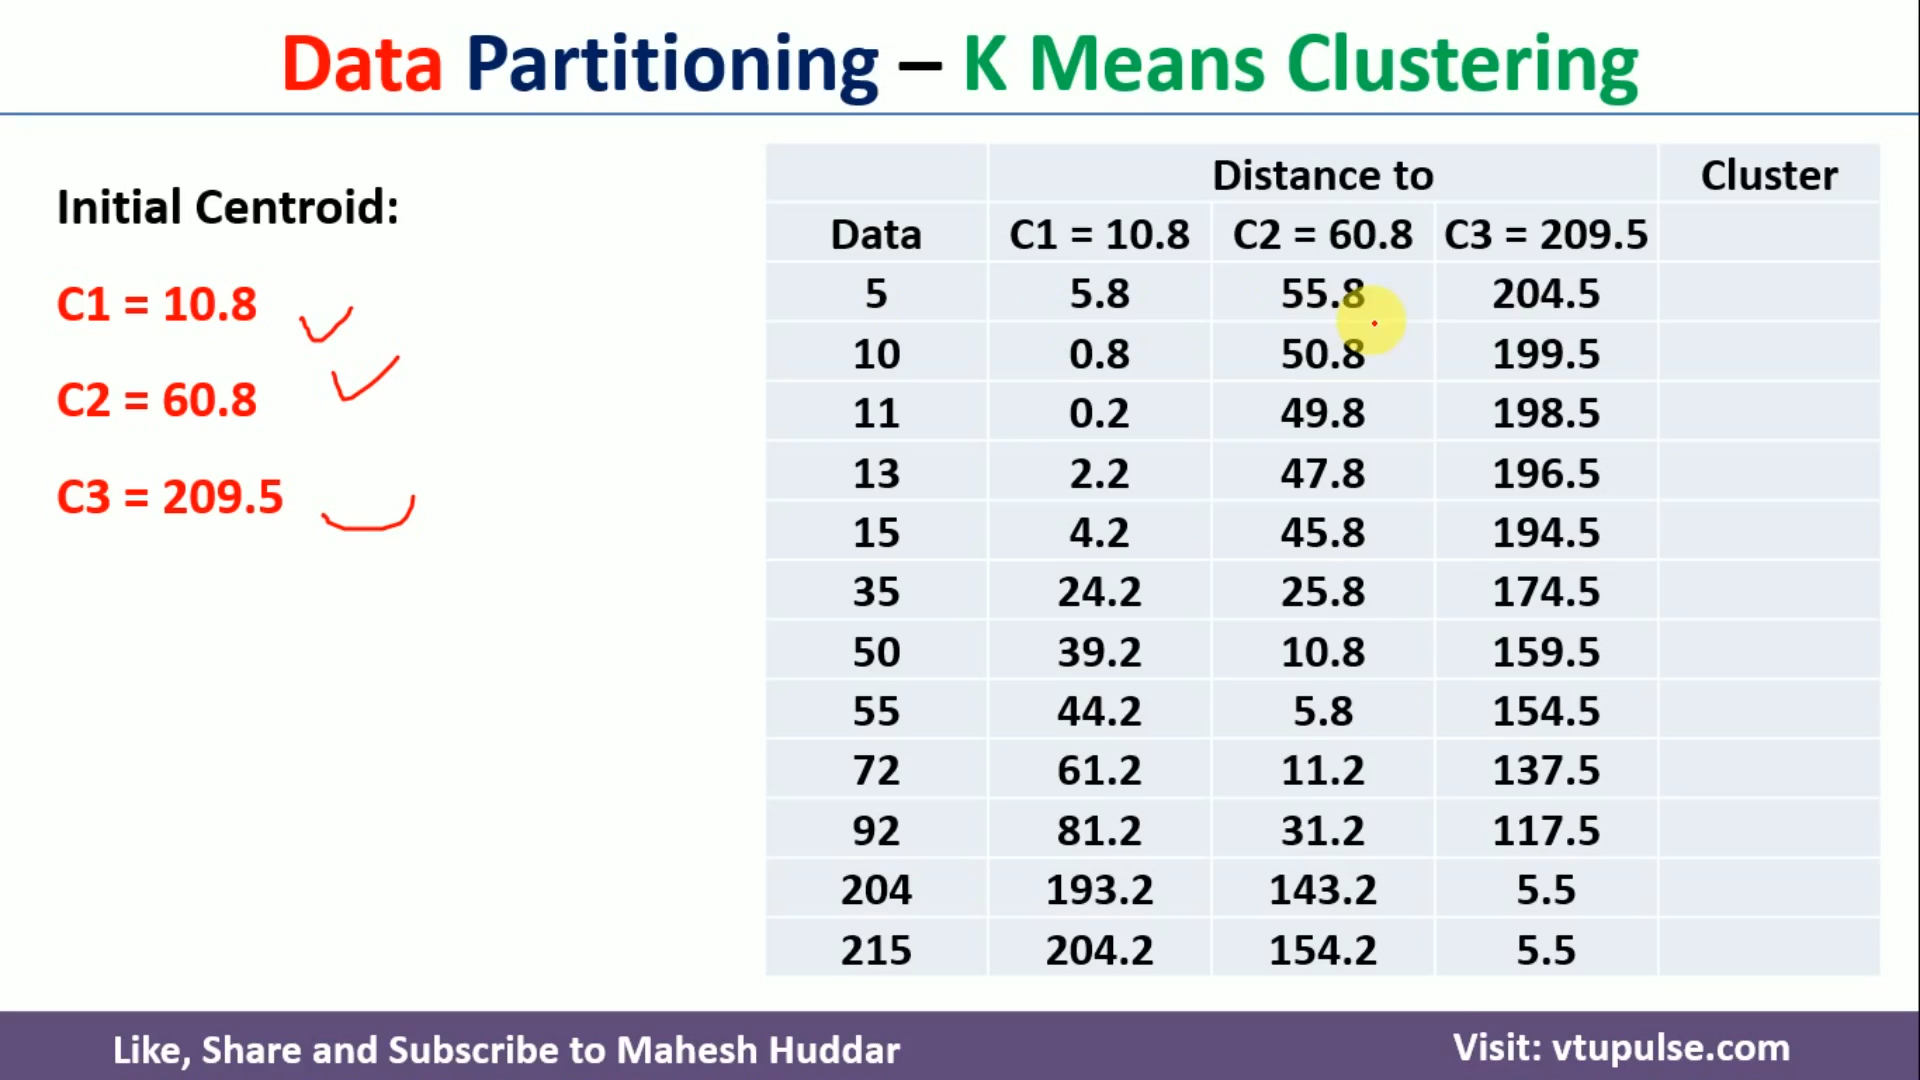 Data Partitioning – K Means Clustering
Initial Centroid:
C1 = 10.8
C2 = 60.8
C3 = 209.5
Distance to Cluster
Data C1 = 10.8 C2 = 60.8 C3 = 209.5
5 5.8 55.8 204.5
10 0.8 50.8 199.5
11 0.2 49.8 198.5
13 2.2 47.8 196.5
15 4.2 45.8 194.5
35 24.2 25.8 174.5
50 39.2 10.8 159.5
55 44.2 5.8 154.5
72 61.2 11.2 137.5
92 81.2 31.2 117.5
204 193.2 143.2 5.5
215 204.2 154.2 5.5
Like, Share and Subscribe to Mahesh Huddar
Visit: vtupulse.com